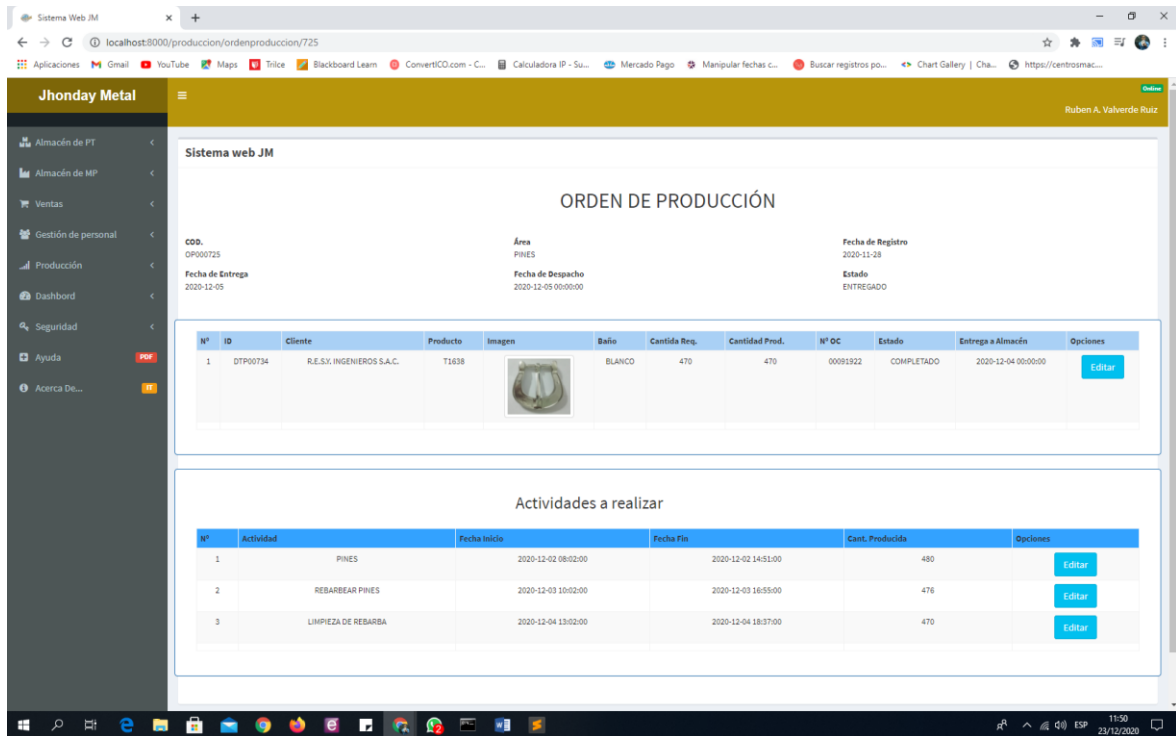 Sistema Web JM
localhost:8000/produccion/ordenproduccion/725
Aplicaciones Gmail YouTube Maps Trilce Blackboard Learn ConvertICO.com - C... Calculadora IP - Su... Mercado Pago Manipular fechas c... Buscar registros po... Chart Gallery | Cha... https://centrosmac....
Jhonday Metal
Online
Ruben A. Valverde Ruiz
Almacén de PT
Almacén de MP
Ventas
Gestión de personal
Producción
Dashbord
Seguridad
Ayuda PDF
Acerca De... IT
Sistema web JM
ORDEN DE PRODUCCIÓN
COD. Área Fecha de Registro
OP000725 PINES 2020-11-28
Fecha de Entrega Fecha de Despacho Estado
2020-12-05 2020-12-05 00:00:00 ENTREGADO
N° ID Cliente Producto Imagen Baño Cantida Req. Cantidad Prod. N° OC Estado Entrega a Almacén Opciones
1 DTP00734 R.E.S.Y. INGENIEROS S.A.C. T1638 BLANCO 470 470 00091922 COMPLETADO 2020-12-04 00:00:00 Editar
Actividades a realizar
N° Actividad Fecha Inicio Fecha Fin Cant. Producida Opciones
1 PINES 2020-12-02 08:02:00 2020-12-02 14:51:00 480 Editar
2 REBARBEAR PINES 2020-12-03 10:02:00 2020-12-03 16:55:00 476 Editar
3 LIMPIEZA DE REBARBA 2020-12-04 13:02:00 2020-12-04 18:37:00 470 Editar
ESP
11:50
23/12/2020